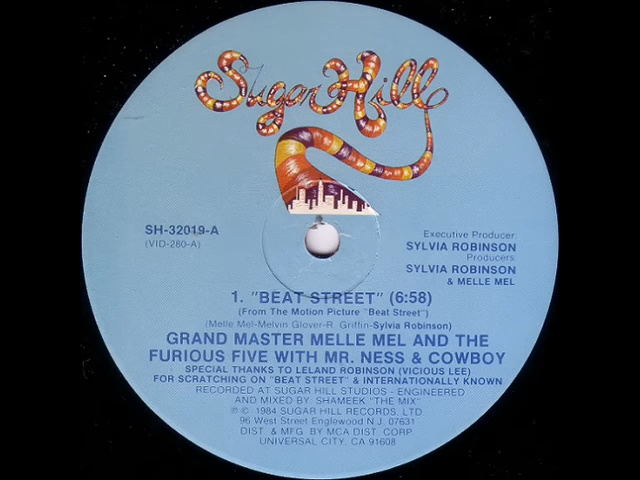 Sugar Hill
SH-32019-A
(VID-280-A)
Executive Producer:
SYLVIA ROBINSON
Producers:
SYLVIA ROBINSON
& MELLE MEL
1. "BEAT STREET" (6:58)
(From The Motion Picture "Beat Street")
(Melle Mel-Melvin Glover-R. Griffin-Sylvia Robinson)
GRAND MASTER MELLE MEL AND THE
FURIOUS FIVE WITH MR. NESS & COWBOY
SPECIAL THANKS TO LELAND ROBINSON (VICIOUS LEE)
FOR SCRATCHING ON "BEAT STREET" & INTERNATIONALLY KNOWN
RECORDED AT SUGAR HILL STUDIOS - ENGINEERED
AND MIXED BY: SHAMEEK "THE MIX"
℗ © 1984 SUGAR HILL RECORDS, LTD.
96 West Street Englewood N.J. 07631
DIST. & MFG. BY MCA DIST. CORP.
UNIVERSAL CITY, CA 91608